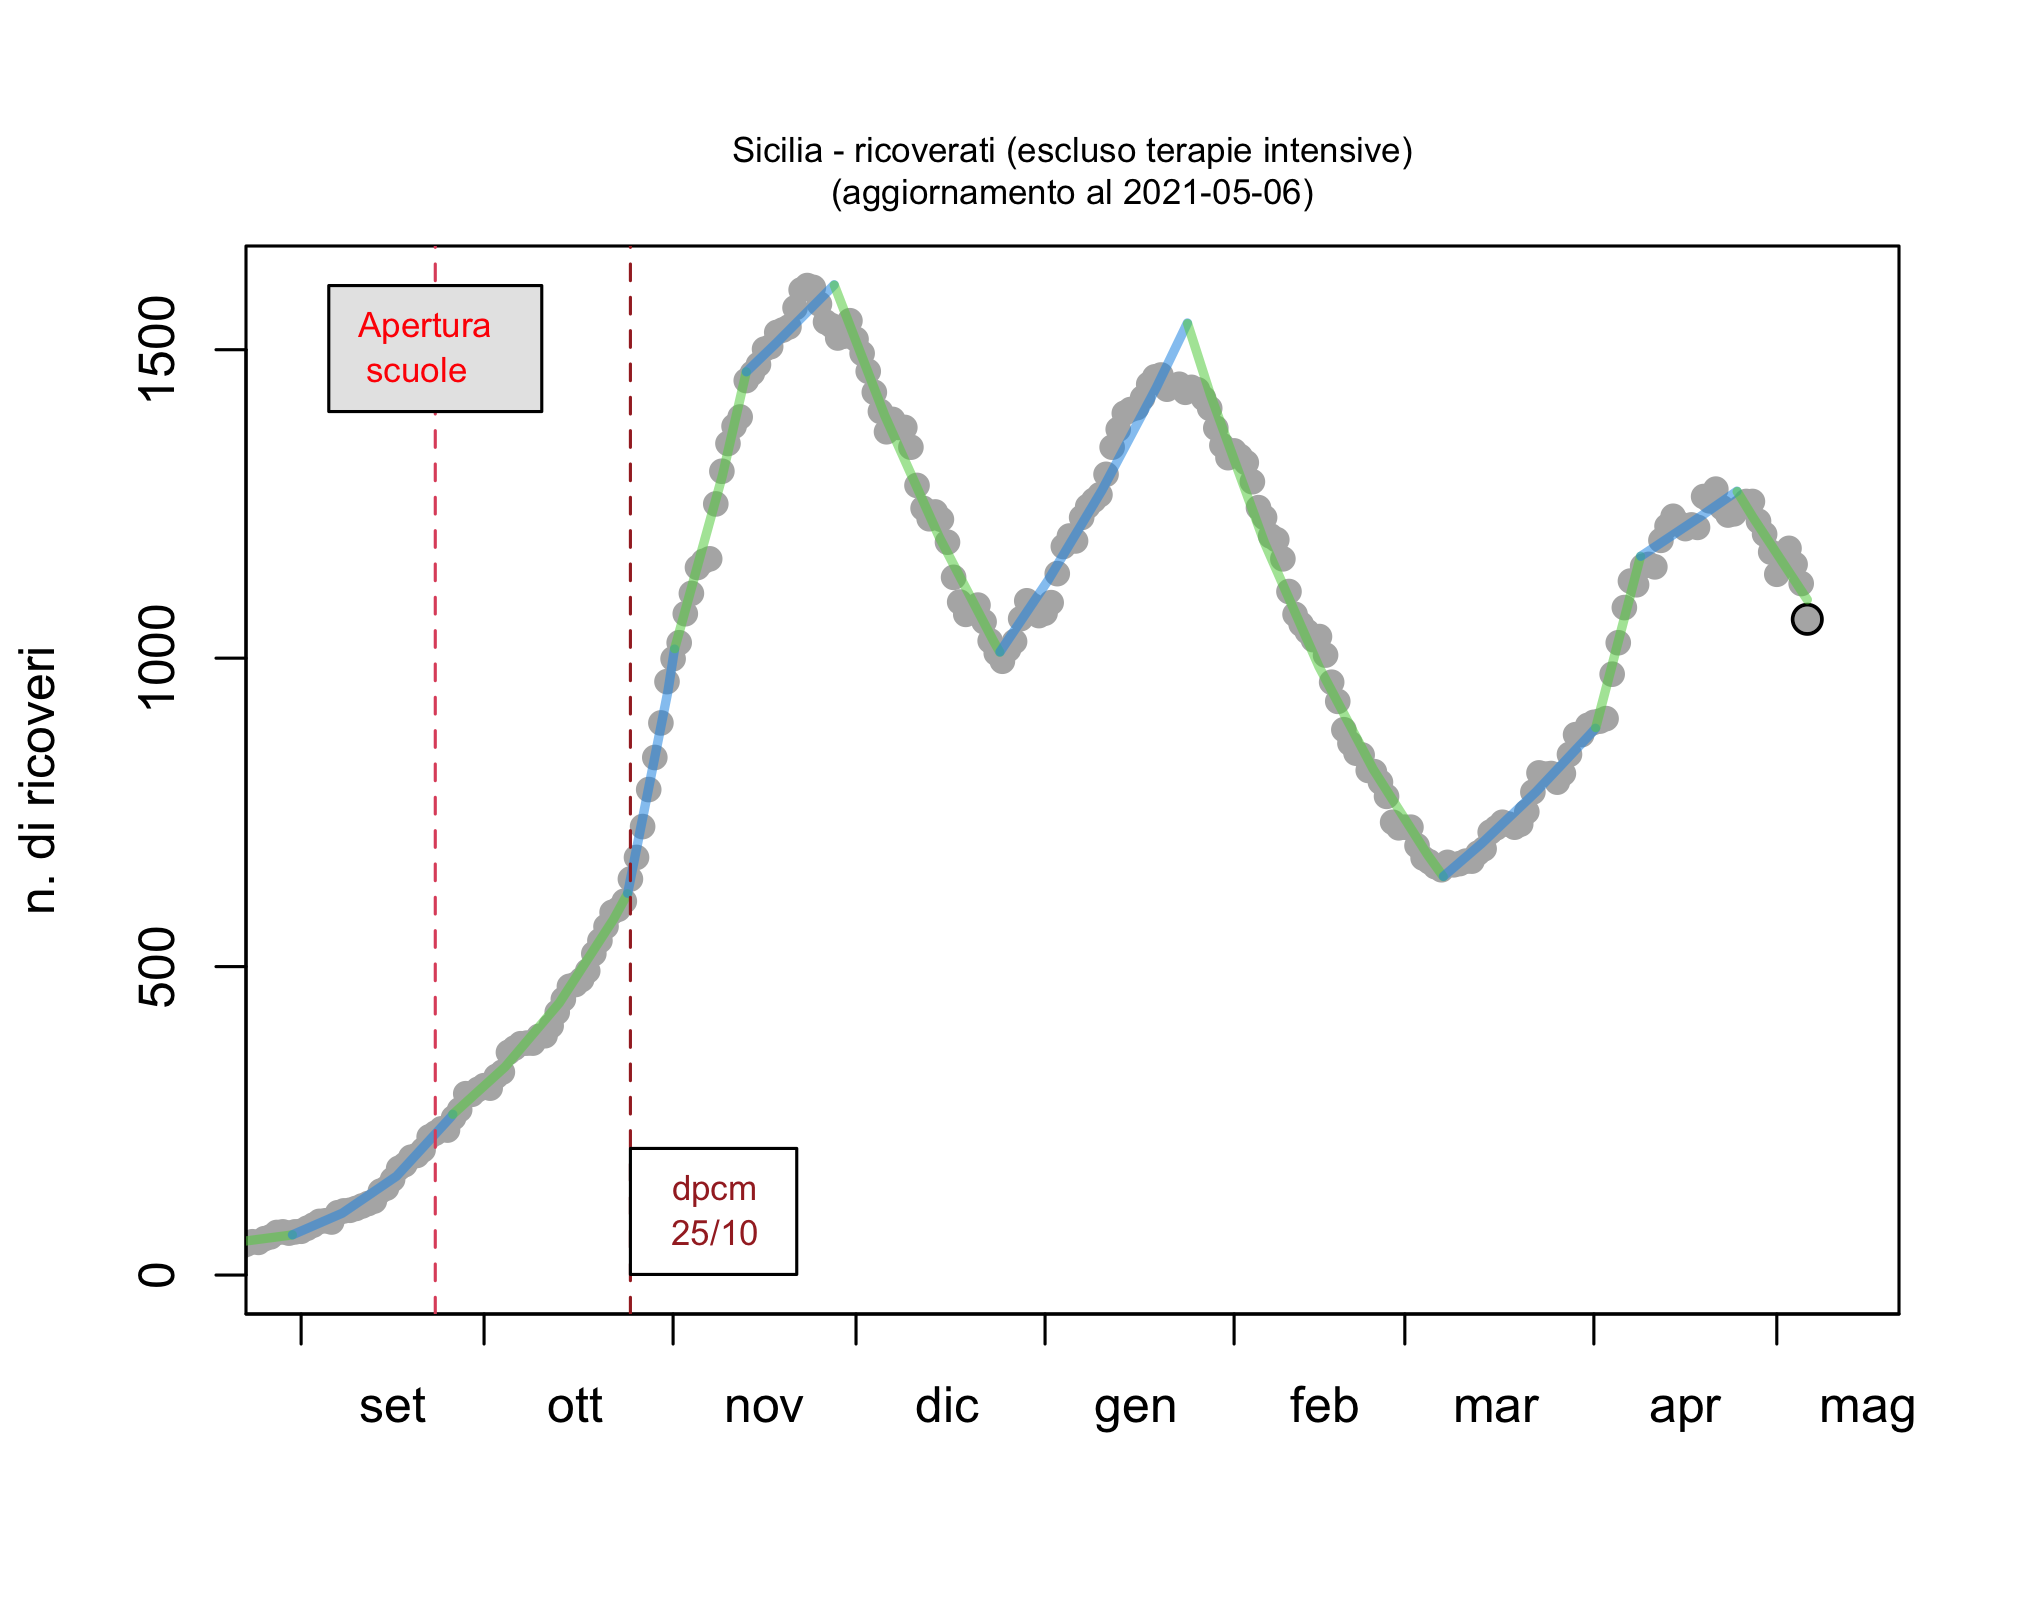 Sicilia - ricoverati (escluso terapie intensive)
(aggiornamento al 2021-05-06)
n. di ricoveri
1500
1000
500
0
Apertura
scuole
dpcm
25/10
set ott nov dic gen feb mar apr mag